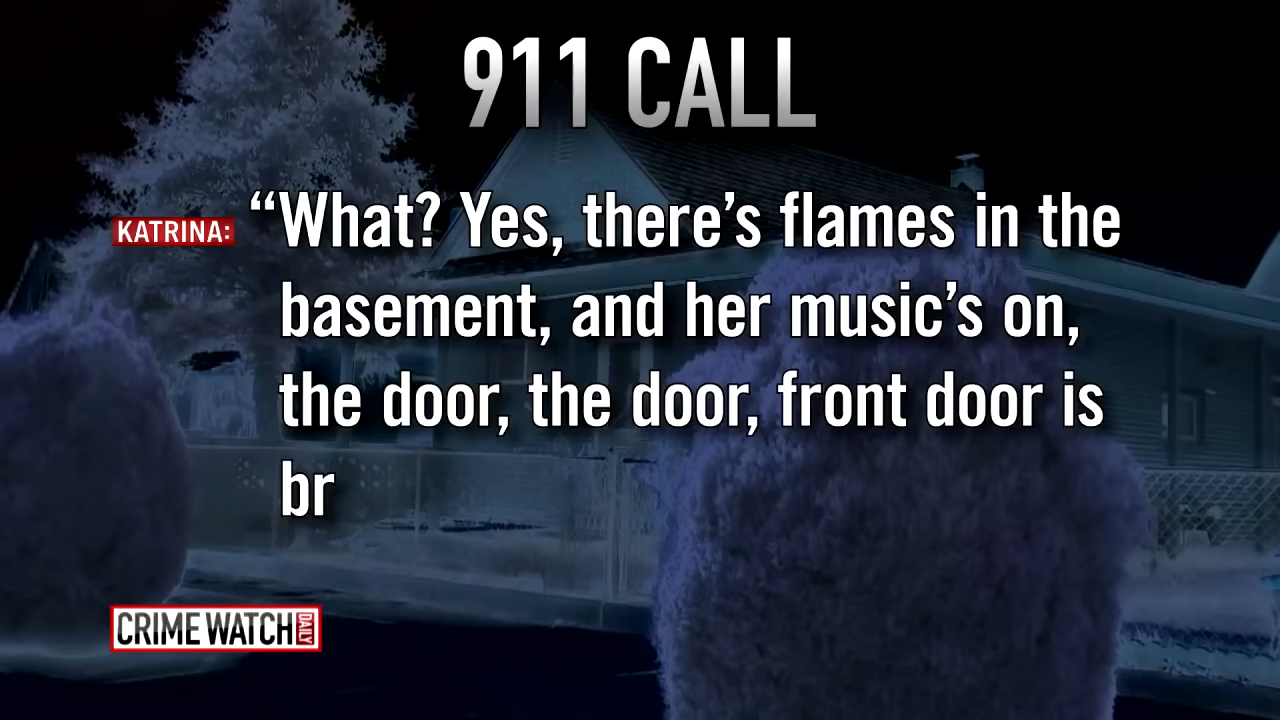 911 CALL
KATRINA: “What? Yes, there’s flames in the
basement, and her music’s on,
the door, the door, front door is
br
CRIME WATCH DAILY